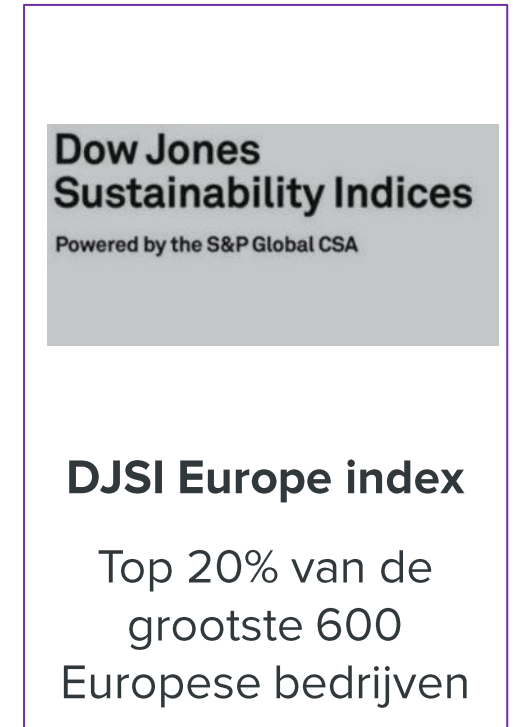 Dow Jones
Sustainability Indices
Powered by the S&P Global CSA
DJSI Europe index
Top 20% van de
grootste 600
Europese bedrijven